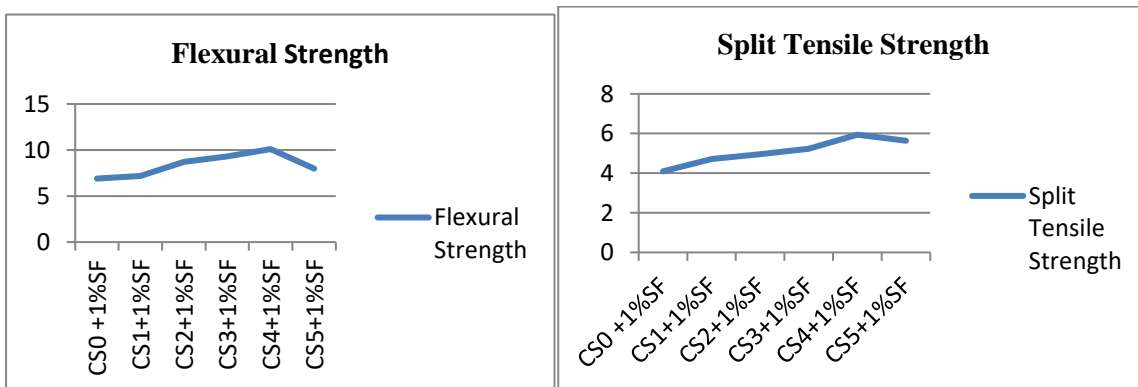 Flexural Strength
15
10
5
0
CS0 +1%SF
CS1+1%SF
CS2+1%SF
CS3+1%SF
CS4+1%SF
CS5+1%SF
Flexural
Strength
Split Tensile Strength
8
6
4
2
0
CS0 +1%SF
CS1+1%SF
CS2+1%SF
CS3+1%SF
CS4+1%SF
CS5+1%SF
Split
Tensile
Strength